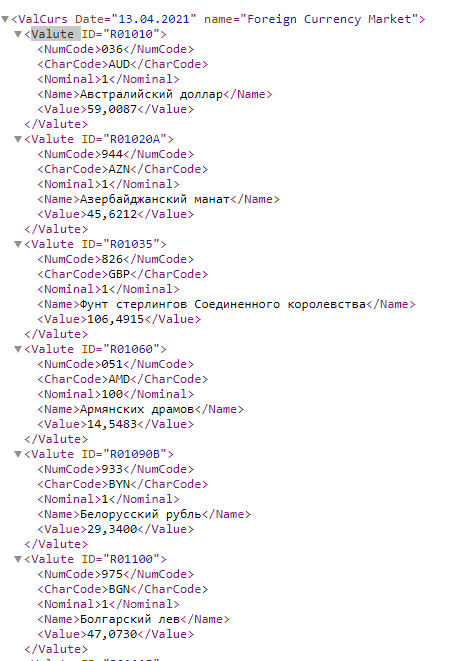 <ValCurs Date="13.04.2021" name="Foreign Currency Market">
<Valute ID="R01010">
<NumCode>036</NumCode>
<CharCode>AUD</CharCode>
<Nominal>1</Nominal>
<Name>Австралийский доллар</Name>
<Value>59,0087</Value>
</Valute>
<Valute ID="R01020A">
<NumCode>944</NumCode>
<CharCode>AZN</CharCode>
<Nominal>1</Nominal>
<Name>Азербайджанский манат</Name>
<Value>45,6212</Value>
</Valute>
<Valute ID="R01035">
<NumCode>826</NumCode>
<CharCode>GBP</CharCode>
<Nominal>1</Nominal>
<Name>Фунт стерлингов Соединенного королевства</Name>
<Value>106,4915</Value>
</Valute>
<Valute ID="R01060">
<NumCode>051</NumCode>
<CharCode>AMD</CharCode>
<Nominal>100</Nominal>
<Name>Армянских драмов</Name>
<Value>14,5483</Value>
</Valute>
<Valute ID="R01090B">
<NumCode>933</NumCode>
<CharCode>BYN</CharCode>
<Nominal>1</Nominal>
<Name>Белорусский рубль</Name>
<Value>29,3400</Value>
</Valute>
<Valute ID="R01100">
<NumCode>975</NumCode>
<CharCode>BGN</CharCode>
<Nominal>1</Nominal>
<Name>Болгарский лев</Name>
<Value>47,0730</Value>
</Valute>